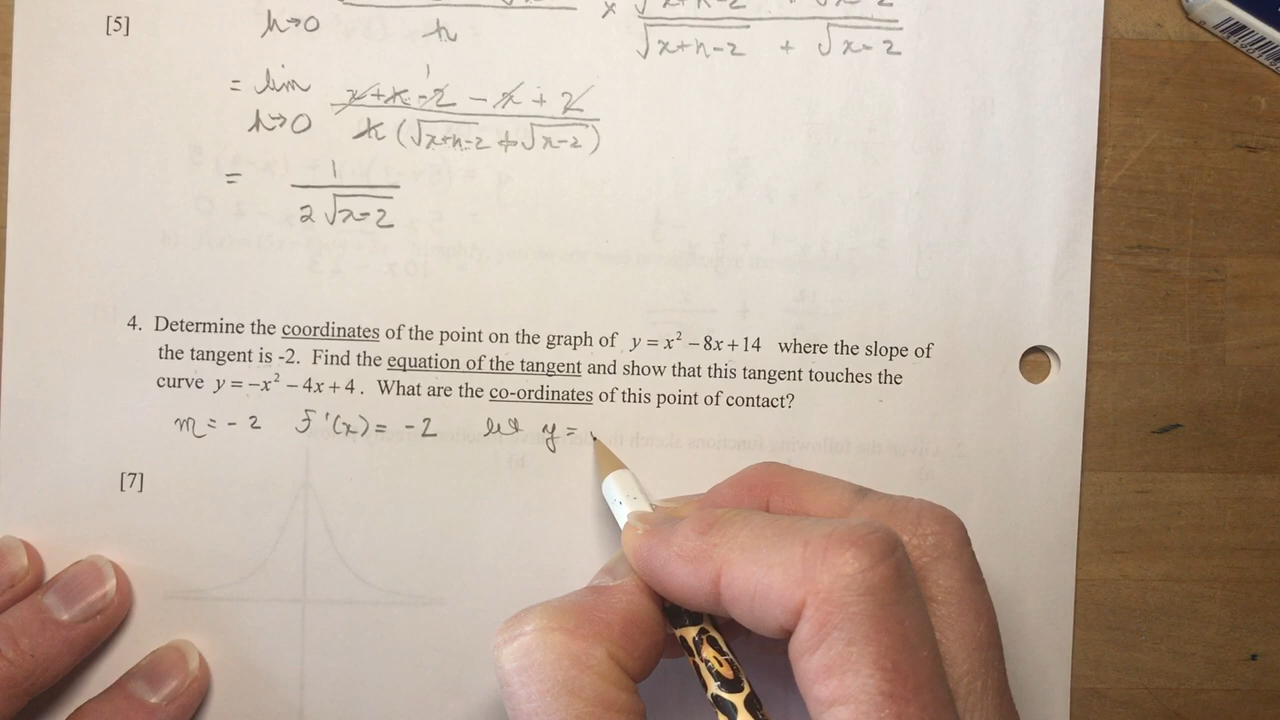 [5]
h→0 h × √x+h-2 + √x-2
= lim x+h-2 - x+2
h→0 h(√x+h-2 + √x-2)
= 1
2√x-2
4. Determine the coordinates of the point on the graph of y = x² – 8x + 14 where the slope of
the tangent is -2. Find the equation of the tangent and show that this tangent touches the
curve y = –x² – 4x + 4. What are the co-ordinates of this point of contact?
m = -2 f'(x) = -2 let y =
[7]